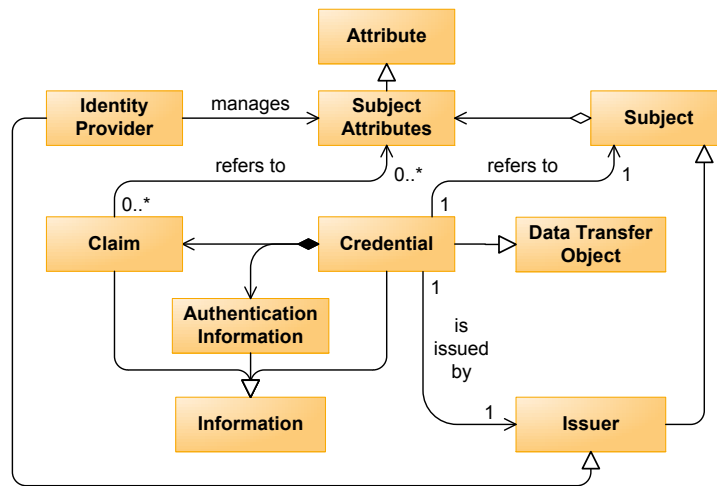 Attribute
Identity
Provider
manages
Subject
Attributes
Subject
refers to
0..*
refers to
1
0..*
1
Claim
Credential
Data Transfer
Object
1
Authentication
Information
is
issued
by
Information
1
Issuer